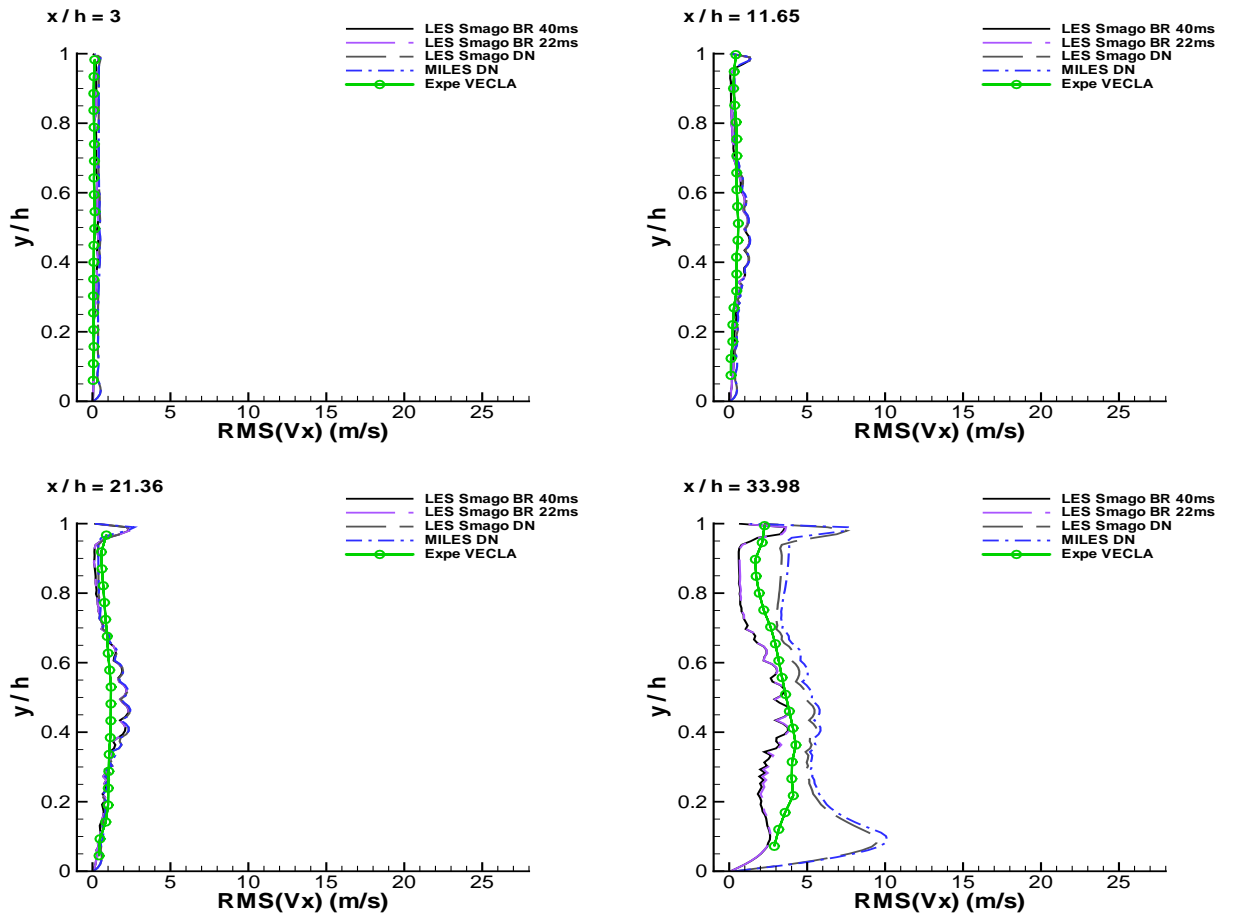 x / h = 3
LES Smago BR 40ms
LES Smago BR 22ms
LES Smago DN
MILES DN
Expe VECLA
1
0.8
0.6
0.4
0.2
0
y / h
0 5 10 15 20 25
RMS(Vx) (m/s)
x / h = 11.65
LES Smago BR 40ms
LES Smago BR 22ms
LES Smago DN
MILES DN
Expe VECLA
1
0.8
0.6
0.4
0.2
0
y / h
0 5 10 15 20 25
RMS(Vx) (m/s)
x / h = 21.36
LES Smago BR 40ms
LES Smago BR 22ms
LES Smago DN
MILES DN
Expe VECLA
1
0.8
0.6
0.4
0.2
0
y / h
0 5 10 15 20 25
RMS(Vx) (m/s)
x / h = 33.98
LES Smago BR 40ms
LES Smago BR 22ms
LES Smago DN
MILES DN
Expe VECLA
1
0.8
0.6
0.4
0.2
0
y / h
0 5 10 15 20 25
RMS(Vx) (m/s)